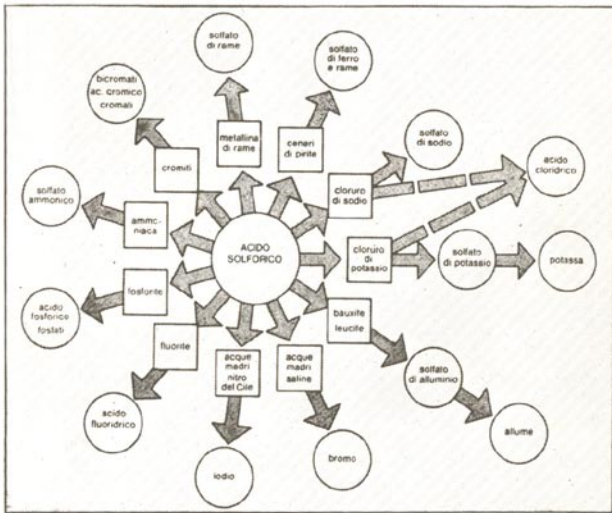 solfato
di rame
solfato
di ferro
e rame
bicromati
ac. cromico
cromati
metallina
di rame
ceneri
di pirite
solfato
di sodio
acido
cloridrico
cromiti
cloruro
di sodio
solfato
ammonico
ammo-
niaca
ACIDO
SOLFORICO
cloruro
di potassio
solfato
di potassio
potassa
acido
fosforico
fosfati
fosforite
bauxite
leucite
fluorite
acque
madri
nitro
del Cile
acque
madri
saline
solfato
di alluminio
acido
fluoridrico
allume
iodio
bromo